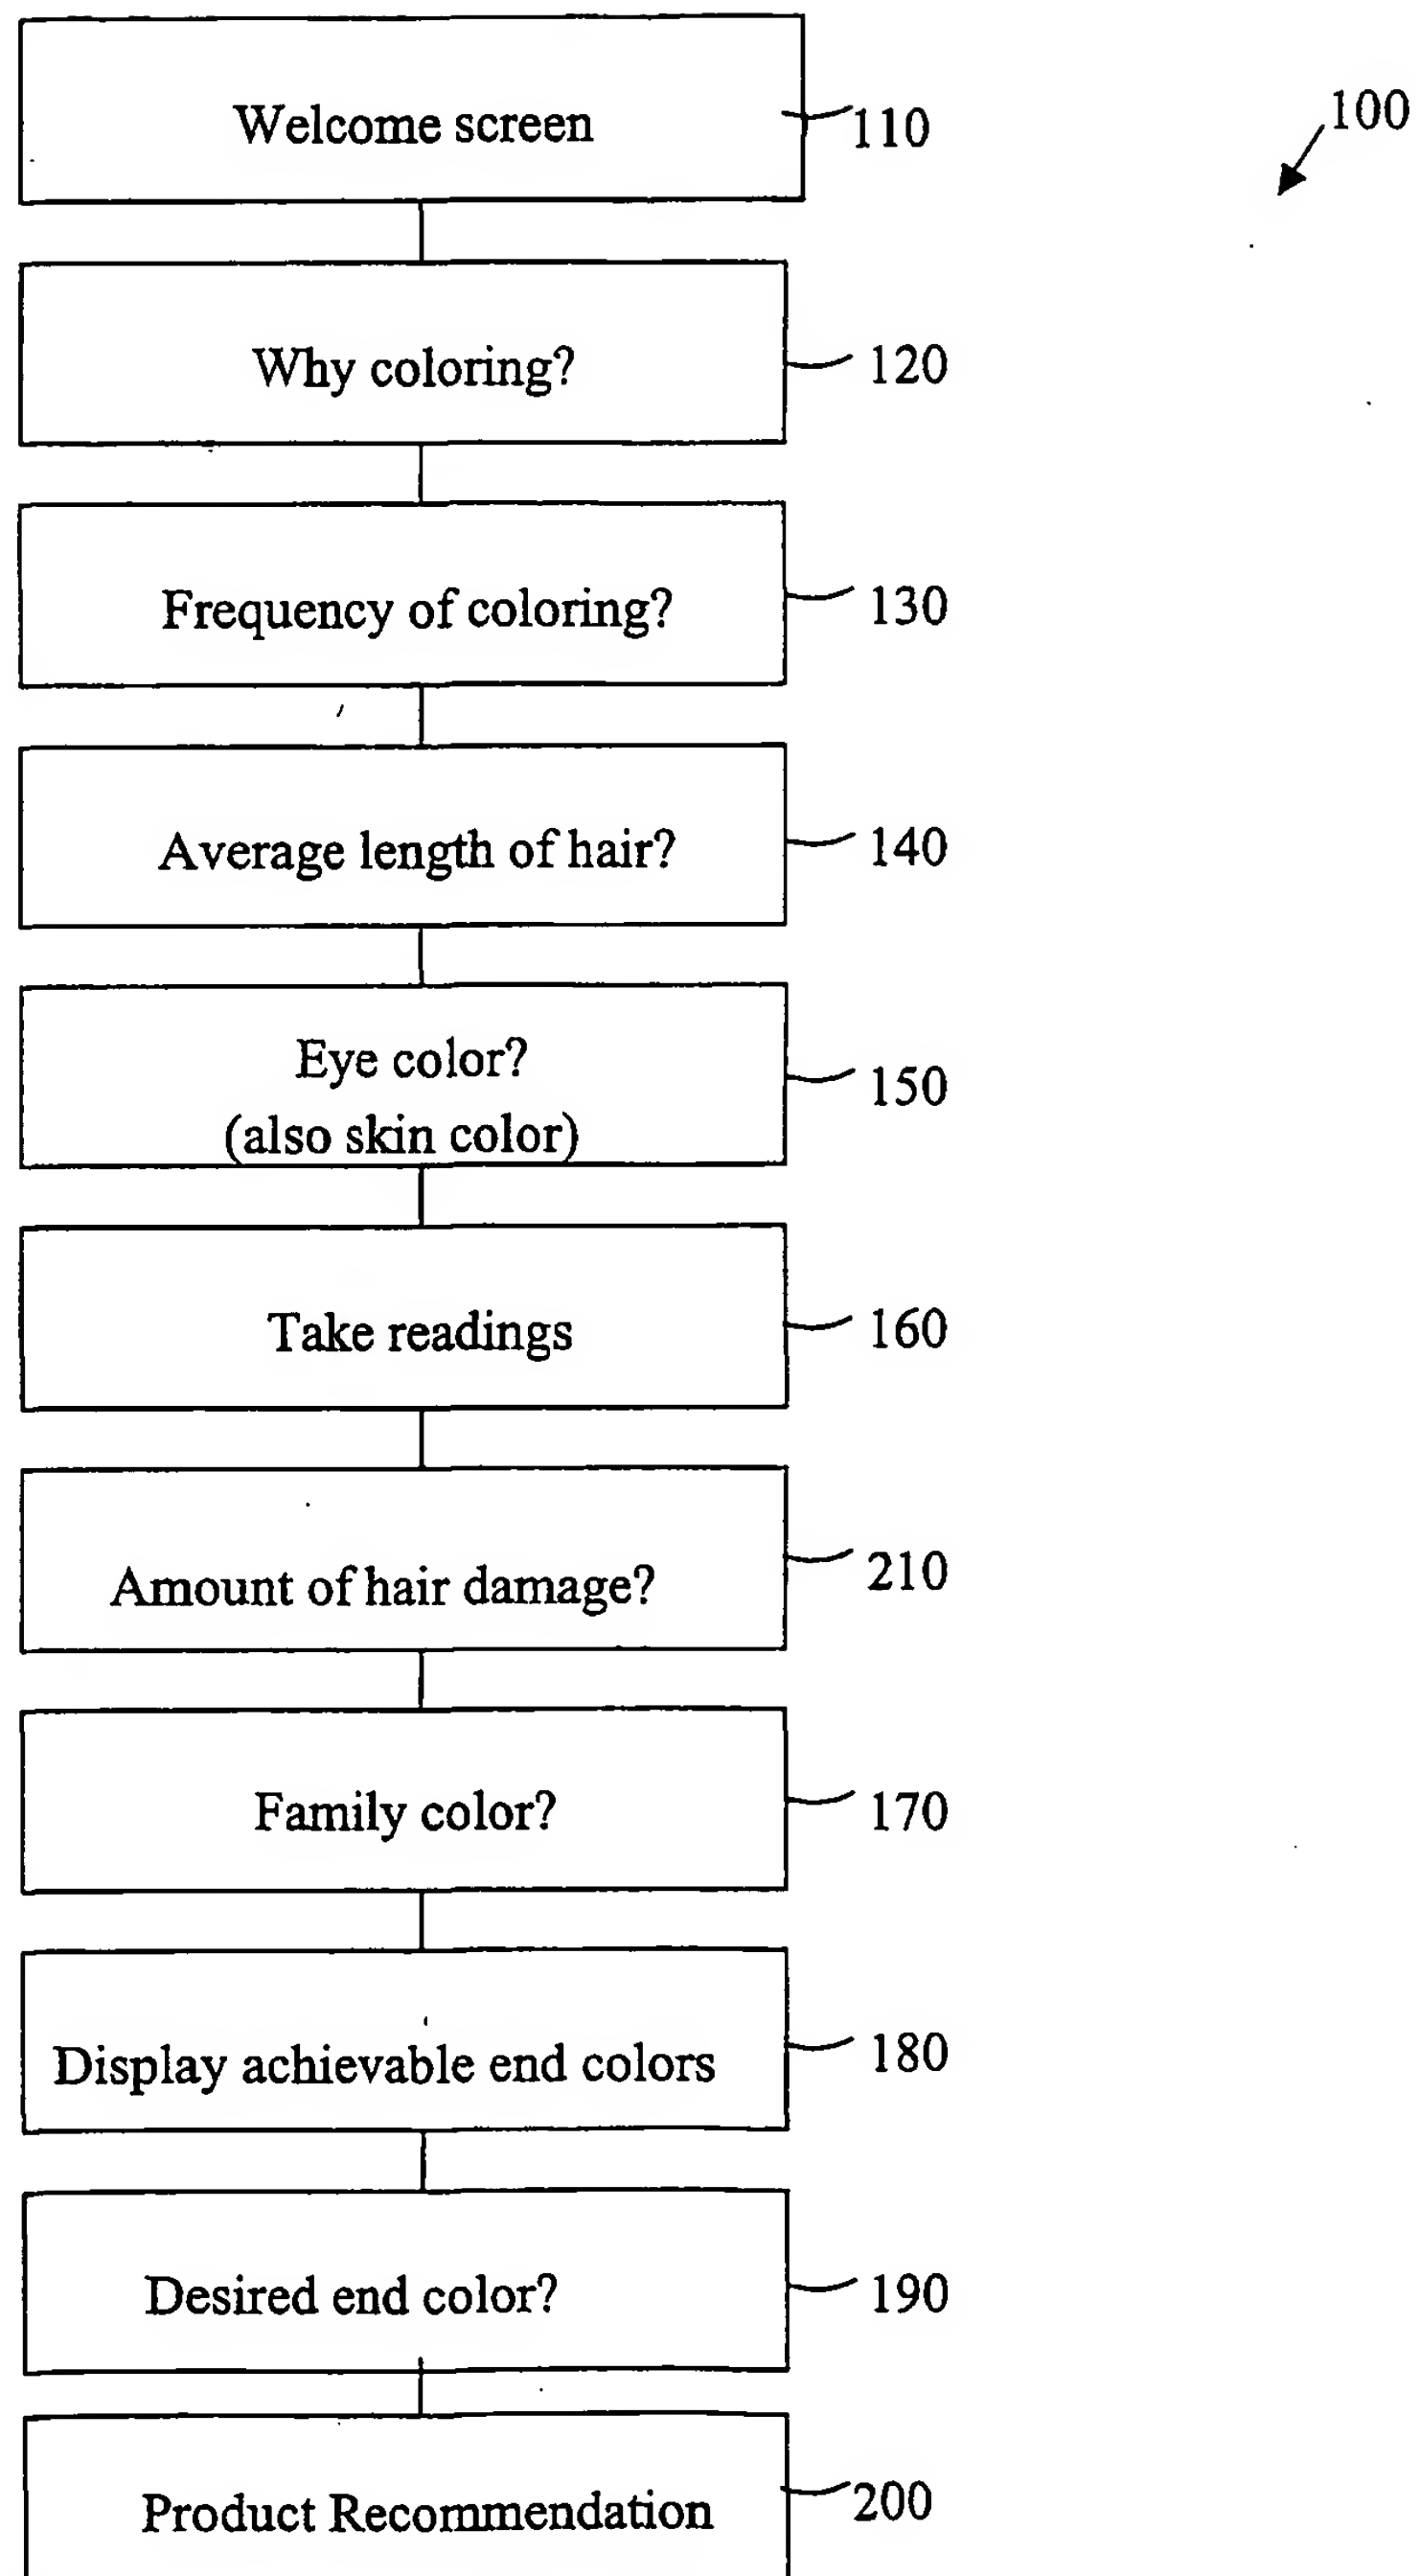 Welcome screen 110
100
Why coloring? 120
Frequency of coloring? 130
Average length of hair? 140
Eye color?
(also skin color) 150
Take readings 160
Amount of hair damage? 210
Family color? 170
Display achievable end colors 180
Desired end color? 190
Product Recommendation 200